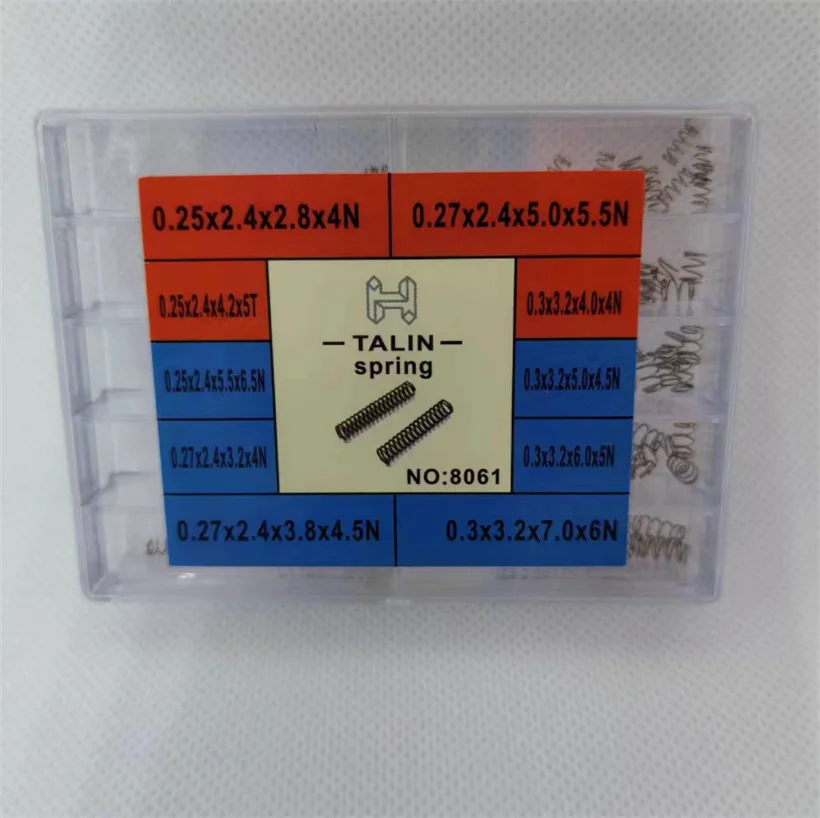 0.25x2.4x2.8x4N
0.27x2.4x5.0x5.5N
0.25x2.4x4.2x5T
0.3x3.2x4.0x4N
TALIN
spring
0.25x2.4x5.5x6.5N
0.3x3.2x5.0x4.5N
0.27x2.4x3.2x4N
0.3x3.2x6.0x5N
NO:8061
0.27x2.4x3.8x4.5N
0.3x3.2x7.0x6N